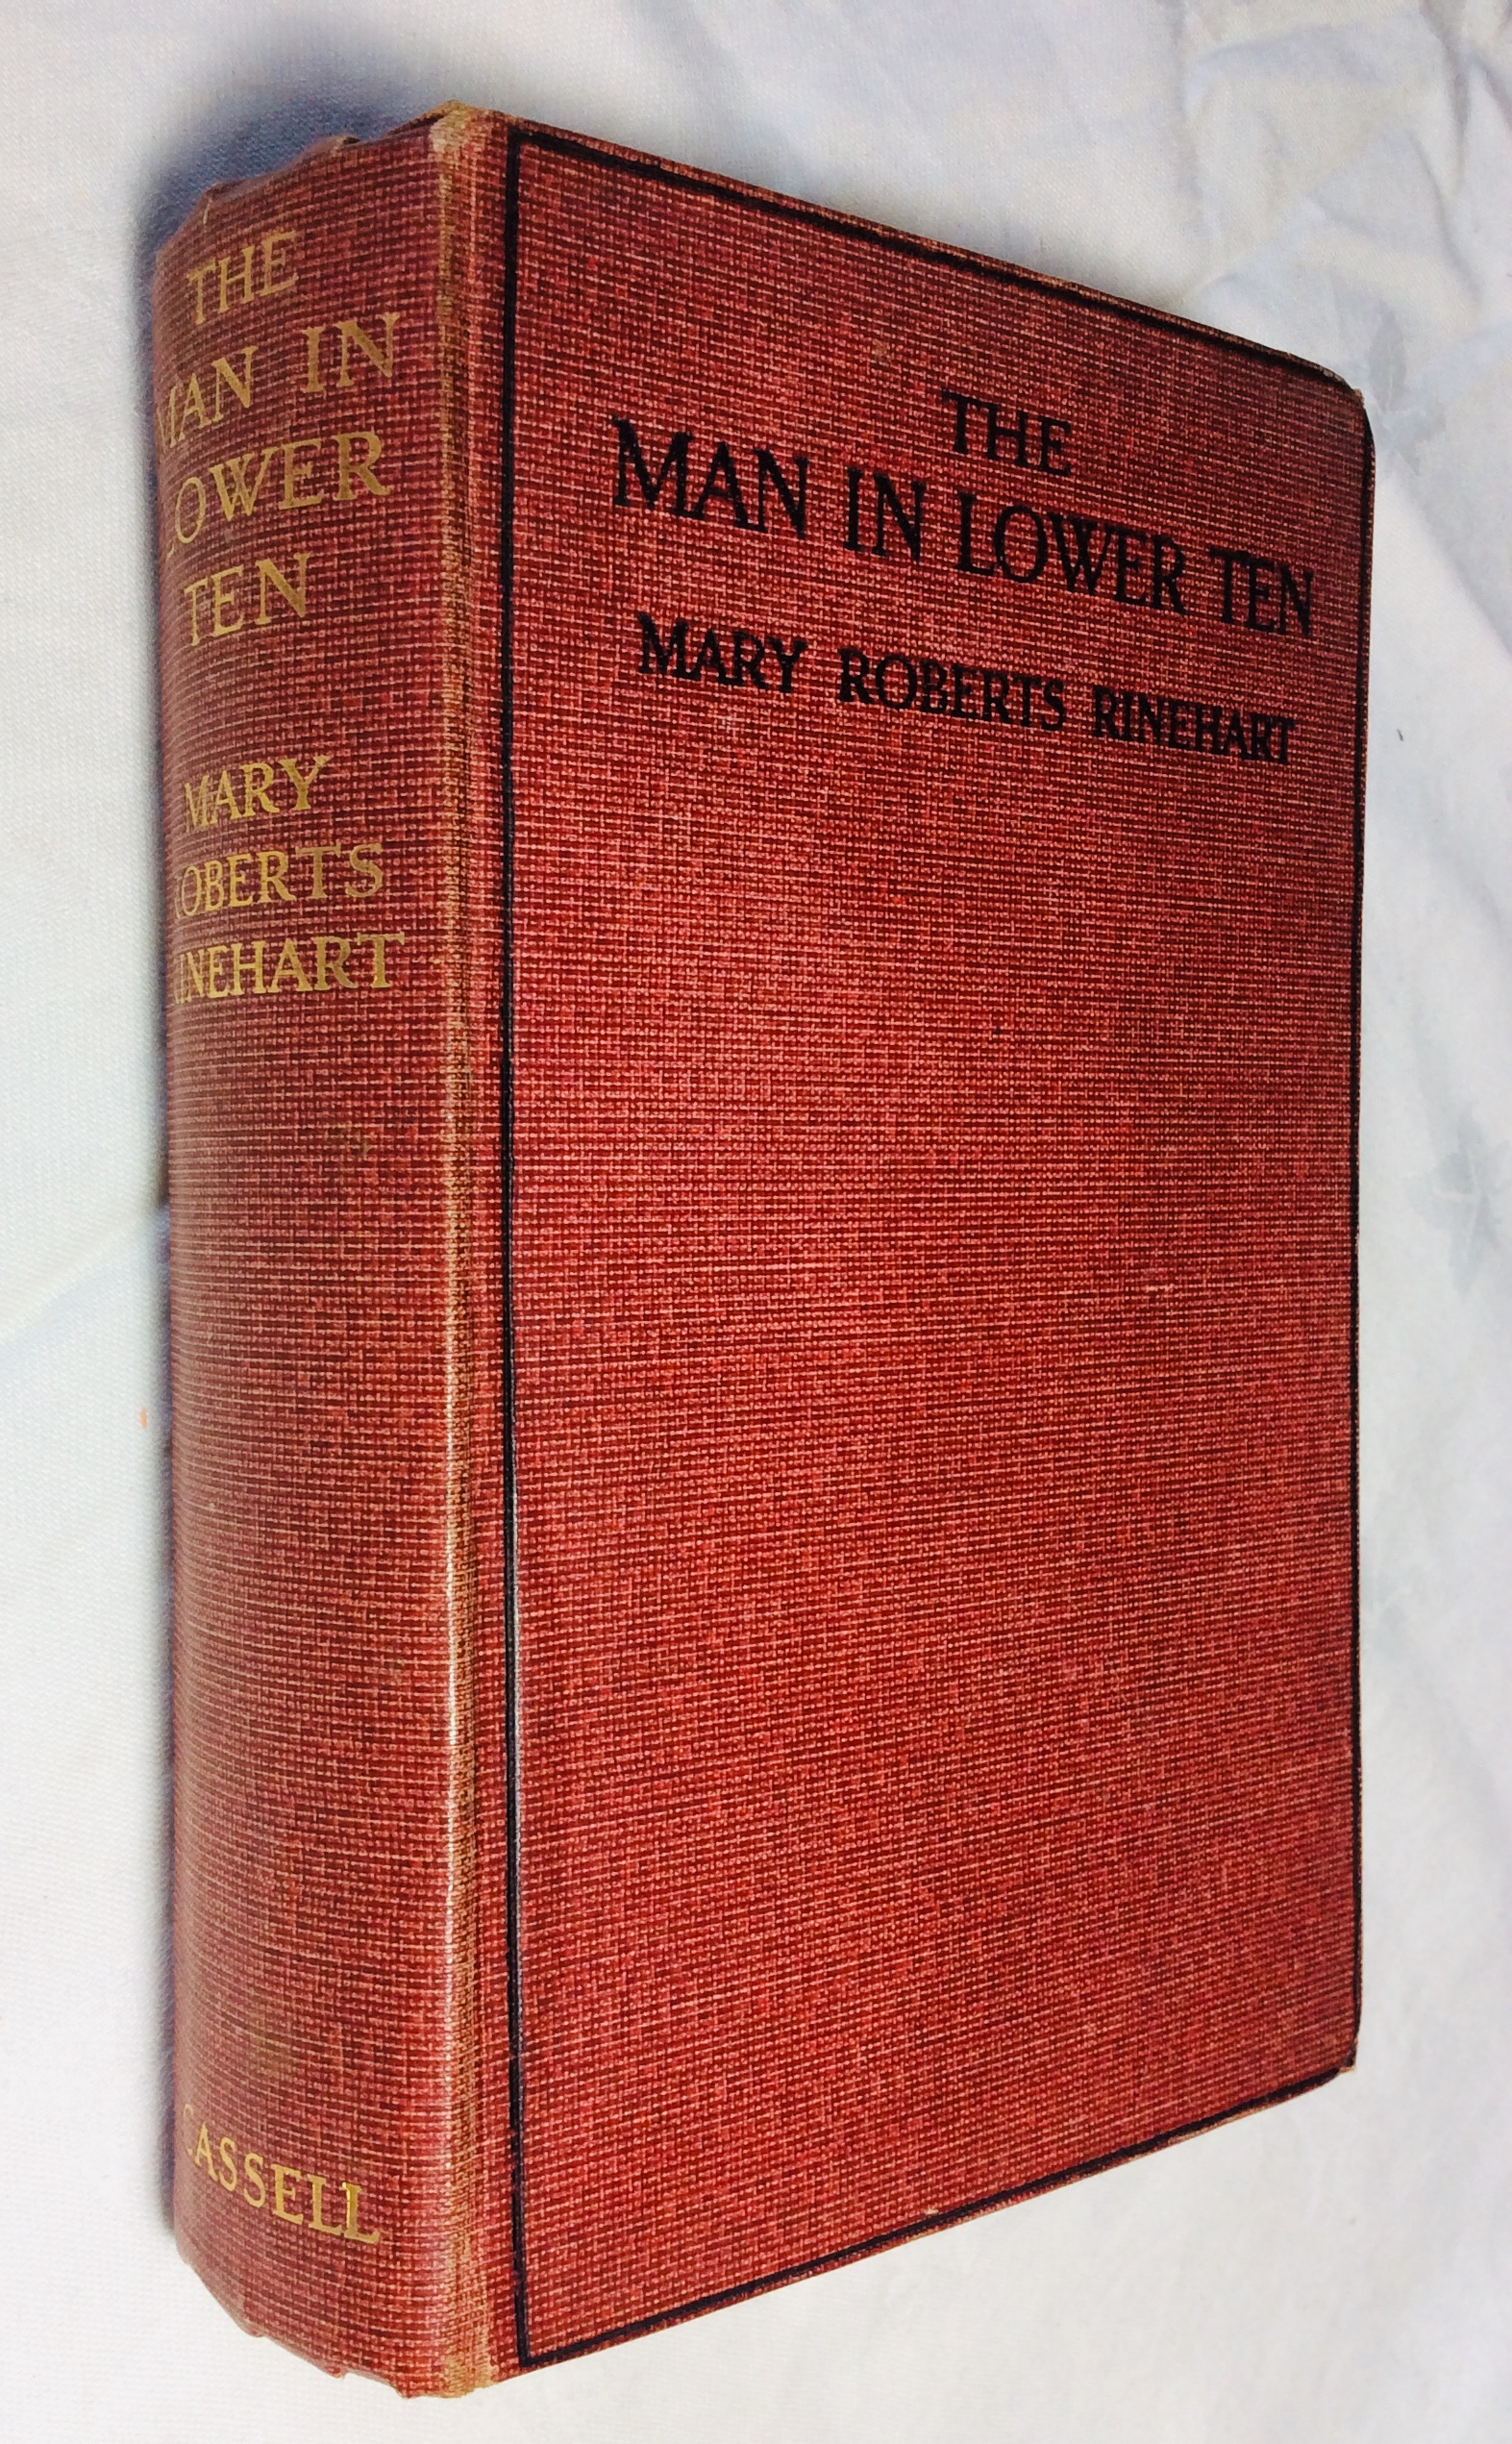 THE
MAN IN
LOWER
TEN
MARY
ROBERTS
RINEHART
CASSELL
THE
MAN IN LOWER TEN
MARY ROBERTS RINEHART